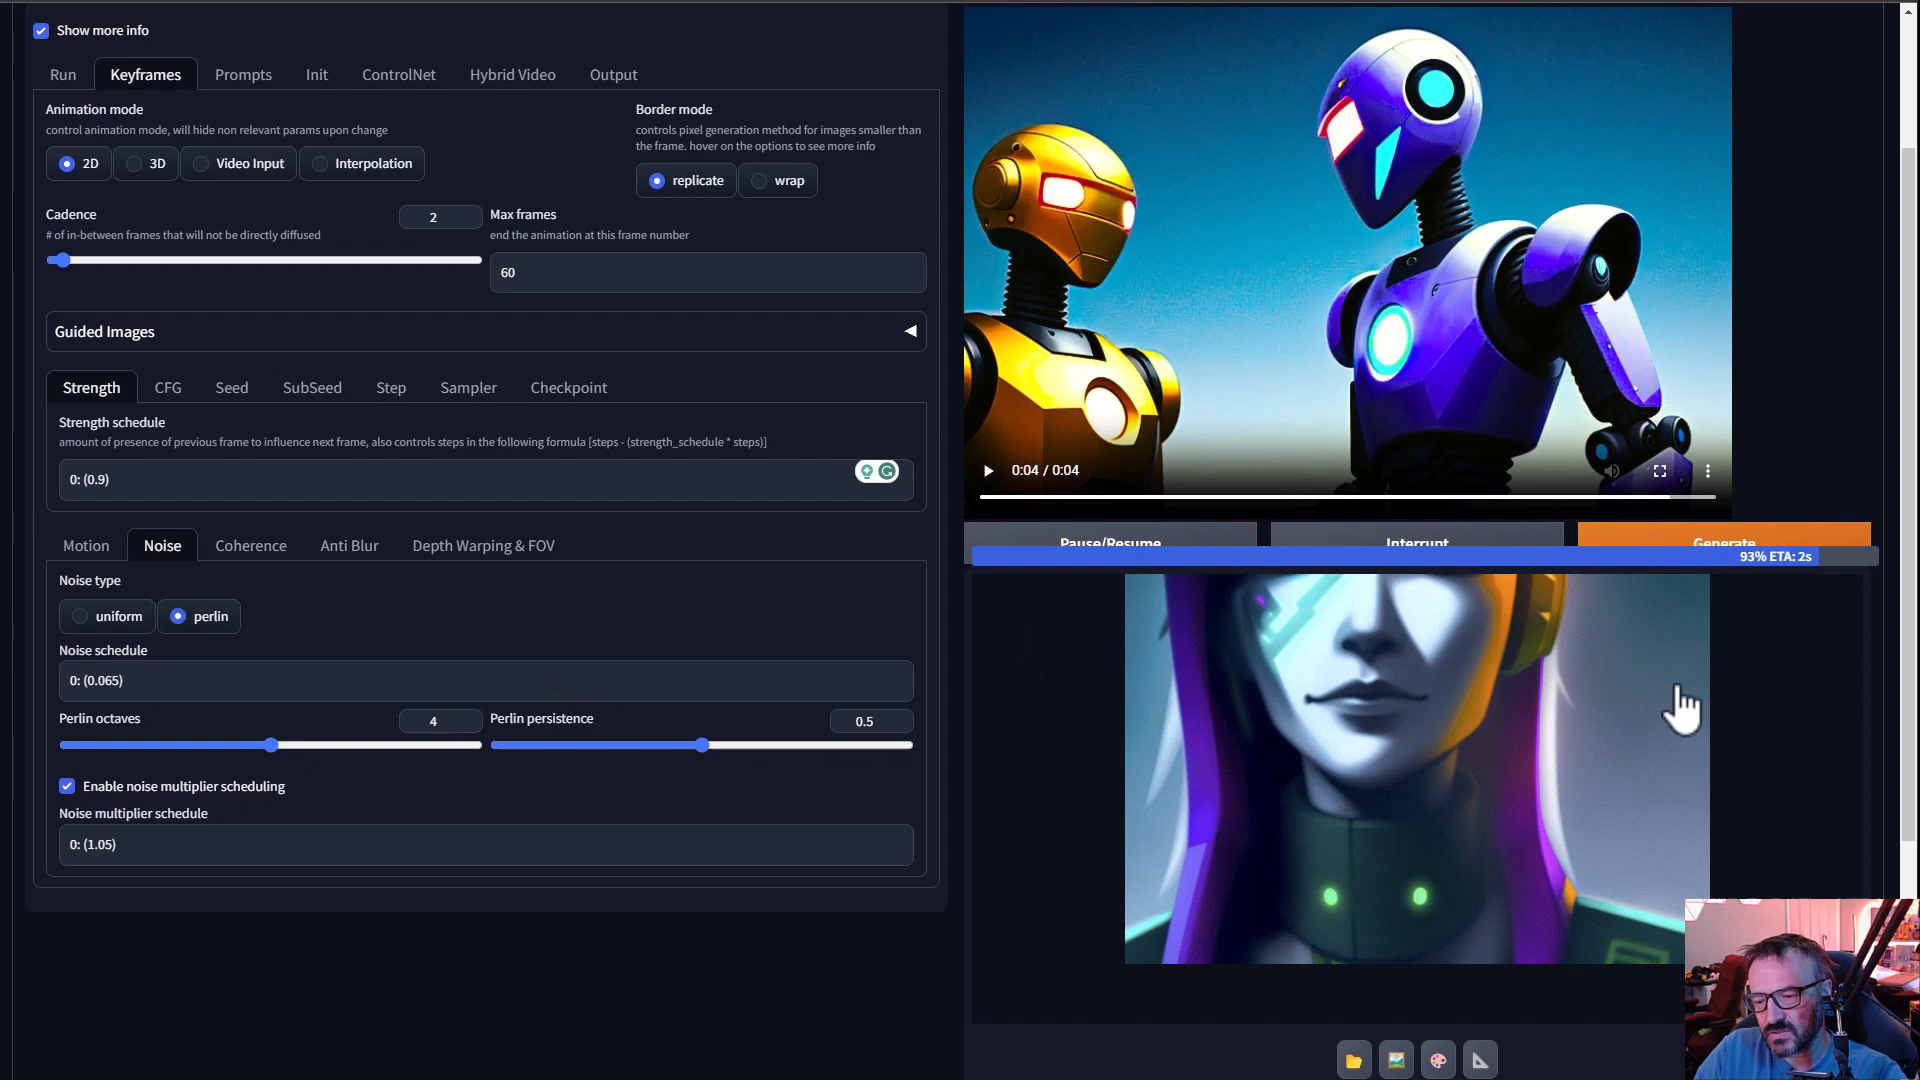 Show more info
Run Keyframes Prompts Init ControlNet Hybrid Video Output
Animation mode
control animation mode, will hide non relevant params upon change
2D 3D Video Input Interpolation
Border mode
controls pixel generation method for images smaller than
the frame. hover on the options to see more info
replicate wrap
Cadence 2
# of in-between frames that will not be directly diffused
Max frames
end the animation at this frame number
60
Guided Images
Strength CFG Seed SubSeed Step Sampler Checkpoint
Strength schedule
amount of presence of previous frame to influence next frame, also controls steps in the following formula [steps - (strength_schedule * steps)]
0: (0.9)
Motion Noise Coherence Anti Blur Depth Warping & FOV
Noise type
uniform perlin
Noise schedule
0: (0.065)
Perlin octaves 4 Perlin persistence 0.5
Enable noise multiplier scheduling
Noise multiplier schedule
0: (1.05)
0:04 / 0:04
Pause/Resume Interrupt Generate
93% ETA: 2s